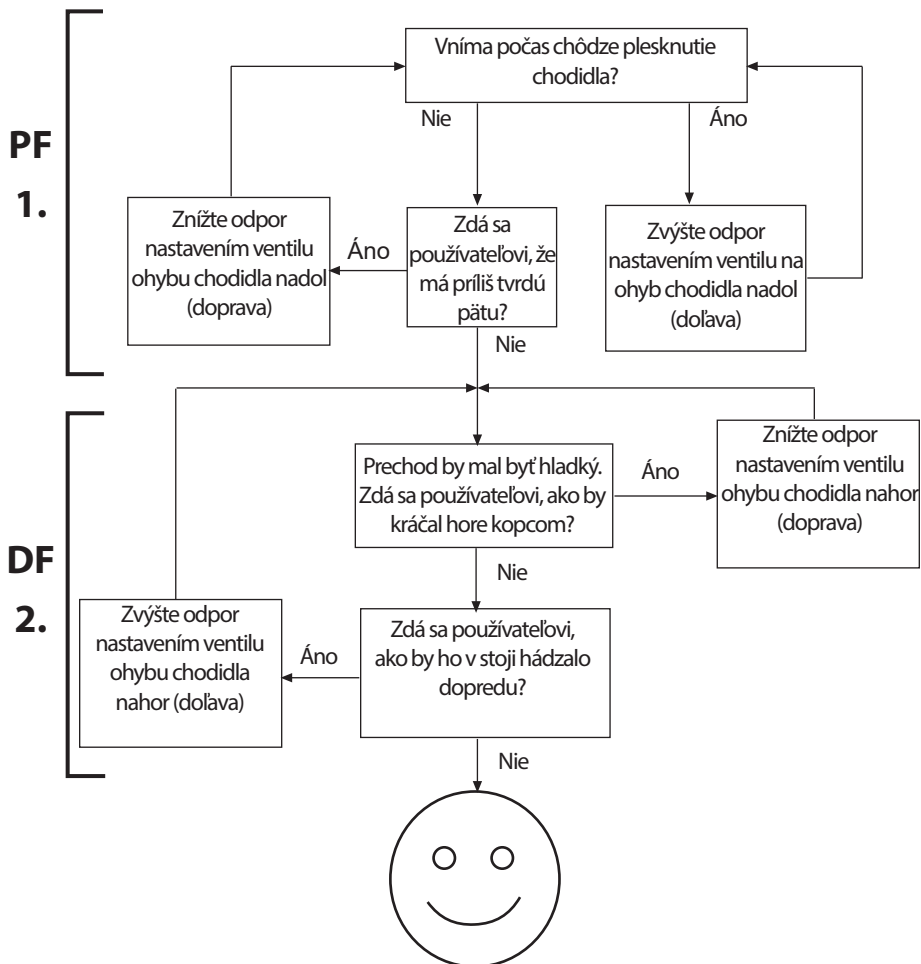 Vníma počas chôdze plesknutie
chodidla?
Nie
Áno
PF
1.
Znížte odpor
nastavením ventilu
ohybu chodidla nadol
(doprava)
Áno
Zdá sa
používateľovi, že
má príliš tvrdú
pätu?
Zvýšte odpor
nastavením ventilu na
ohyb chodidla nadol
(doľava)
Nie
Prechod by mal byť hladký.
Zdá sa používateľovi, ako by
kráčal hore kopcom?
Áno
Znížte odpor
nastavením ventilu
ohybu chodidla nahor
(doprava)
DF
2.
Nie
Zvýšte odpor
nastavením ventilu
ohybu chodidla
nahor (doľava)
Áno
Zdá sa používateľovi,
ako by ho v stoji hádzalo
dopredu?
Nie